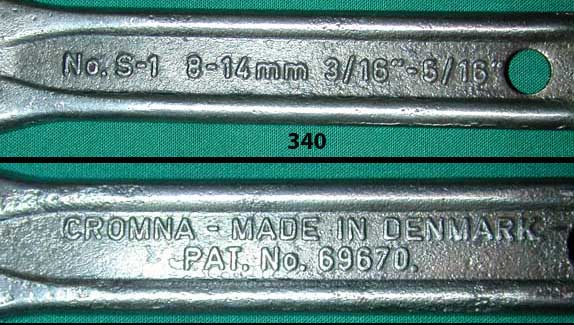 No. S-1 8-14mm 3/16"-5/16"
340
CROMNA - MADE IN DENMARK
PAT. No. 69670.